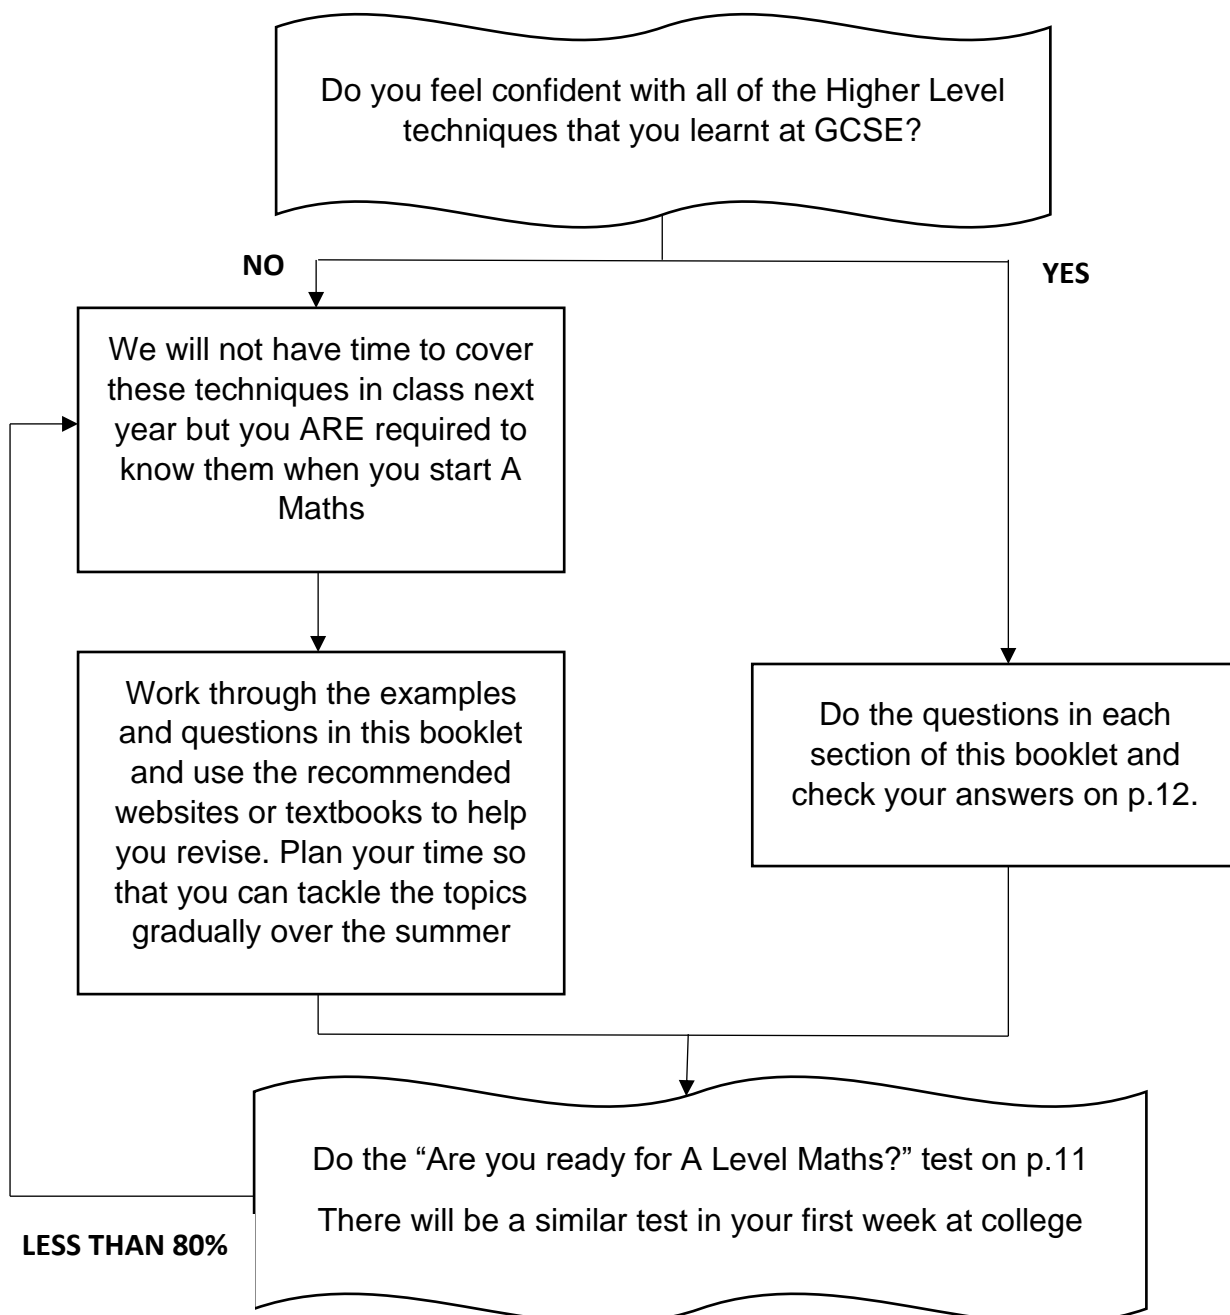 Do you feel confident with all of the Higher Level
techniques that you learnt at GCSE?
NO
YES
We will not have time to cover
these techniques in class next
year but you ARE required to
know them when you start A
Maths
Work through the examples
and questions in this booklet
and use the recommended
websites or textbooks to help
you revise. Plan your time so
that you can tackle the topics
gradually over the summer
Do the questions in each
section of this booklet and
check your answers on p.12.
Do the “Are you ready for A Level Maths?” test on p.11
There will be a similar test in your first week at college
LESS THAN 80%